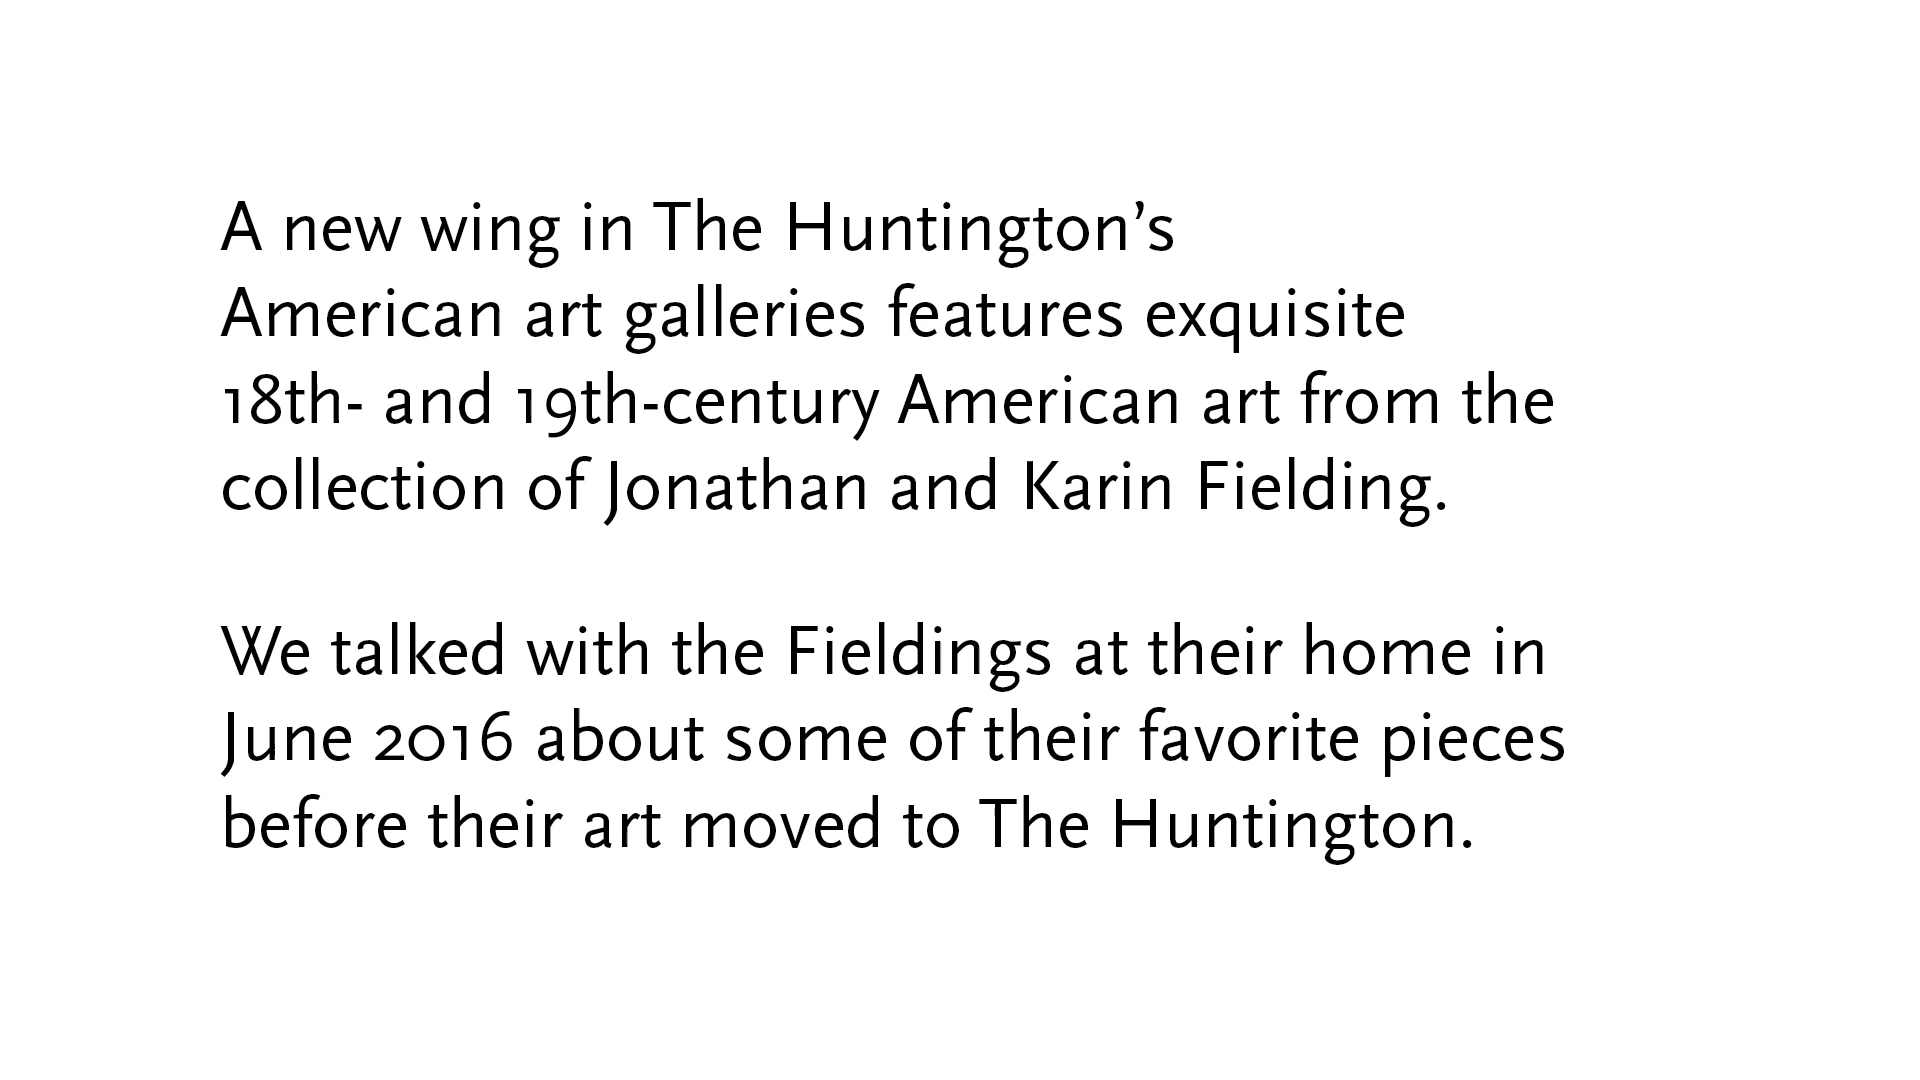 A new wing in The Huntington’s
American art galleries features exquisite
18th- and 19th-century American art from the
collection of Jonathan and Karin Fielding.
We talked with the Fieldings at their home in
June 2016 about some of their favorite pieces
before their art moved to The Huntington.